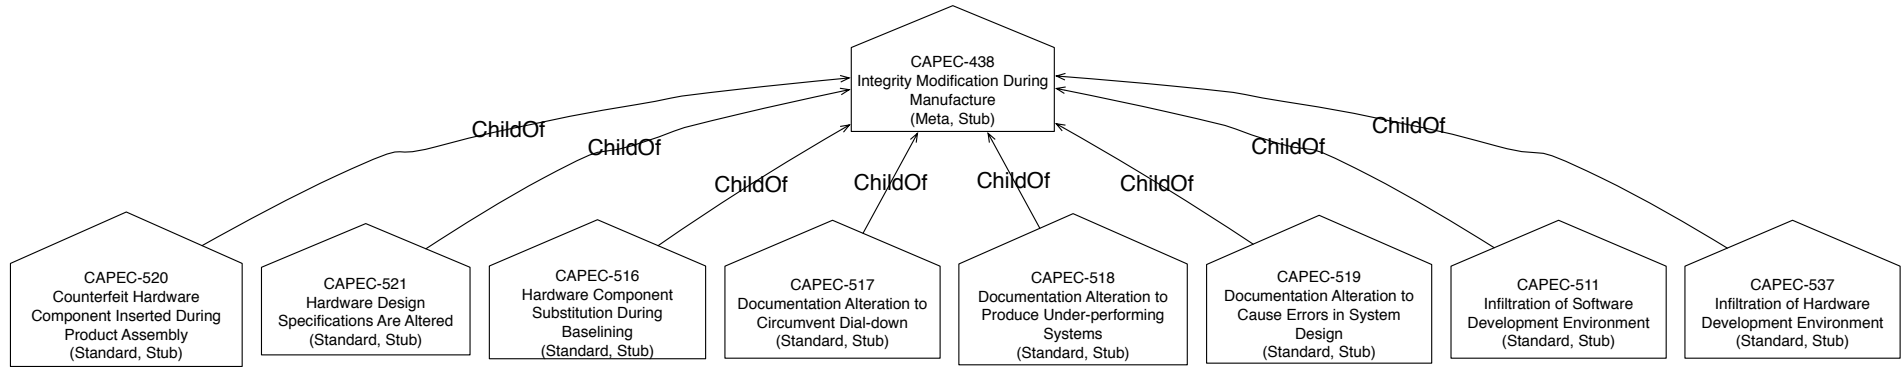 CAPEC-438
Integrity Modification During
Manufacture
(Meta, Stub)
ChildOf
ChildOf
ChildOf
ChildOf
ChildOf
ChildOf
ChildOf
ChildOf
CAPEC-520
Counterfeit Hardware
Component Inserted During
Product Assembly
(Standard, Stub)
CAPEC-521
Hardware Design
Specifications Are Altered
(Standard, Stub)
CAPEC-516
Hardware Component
Substitution During
Baselining
(Standard, Stub)
CAPEC-517
Documentation Alteration to
Circumvent Dial-down
(Standard, Stub)
CAPEC-518
Documentation Alteration to
Produce Under-performing
Systems
(Standard, Stub)
CAPEC-519
Documentation Alteration to
Cause Errors in System
Design
(Standard, Stub)
CAPEC-511
Infiltration of Software
Development Environment
(Standard, Stub)
CAPEC-537
Infiltration of Hardware
Development Environment
(Standard, Stub)